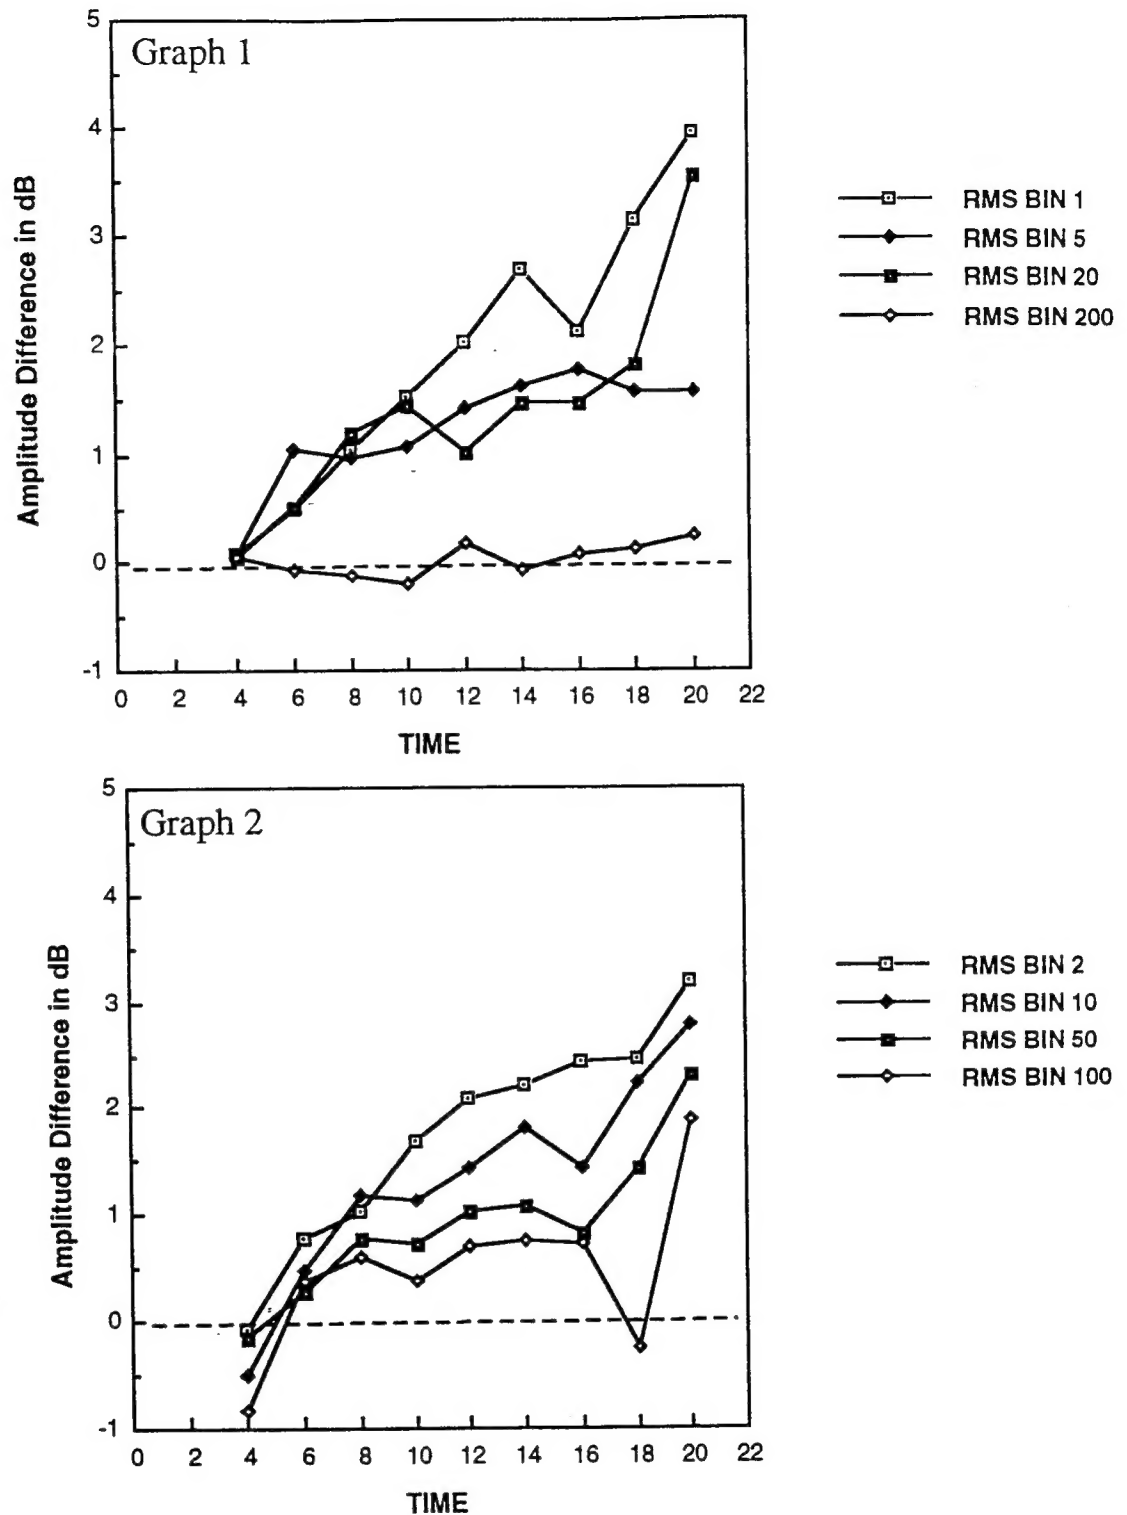 Graph 1
5
4
3
2
1
0
-1
Amplitude Difference in dB
0 2 4 6 8 10 12 14 16 18 20 22
TIME
RMS BIN 1
RMS BIN 5
RMS BIN 20
RMS BIN 200
Graph 2
5
4
3
2
1
0
-1
Amplitude Difference in dB
0 2 4 6 8 10 12 14 16 18 20 22
TIME
RMS BIN 2
RMS BIN 10
RMS BIN 50
RMS BIN 100